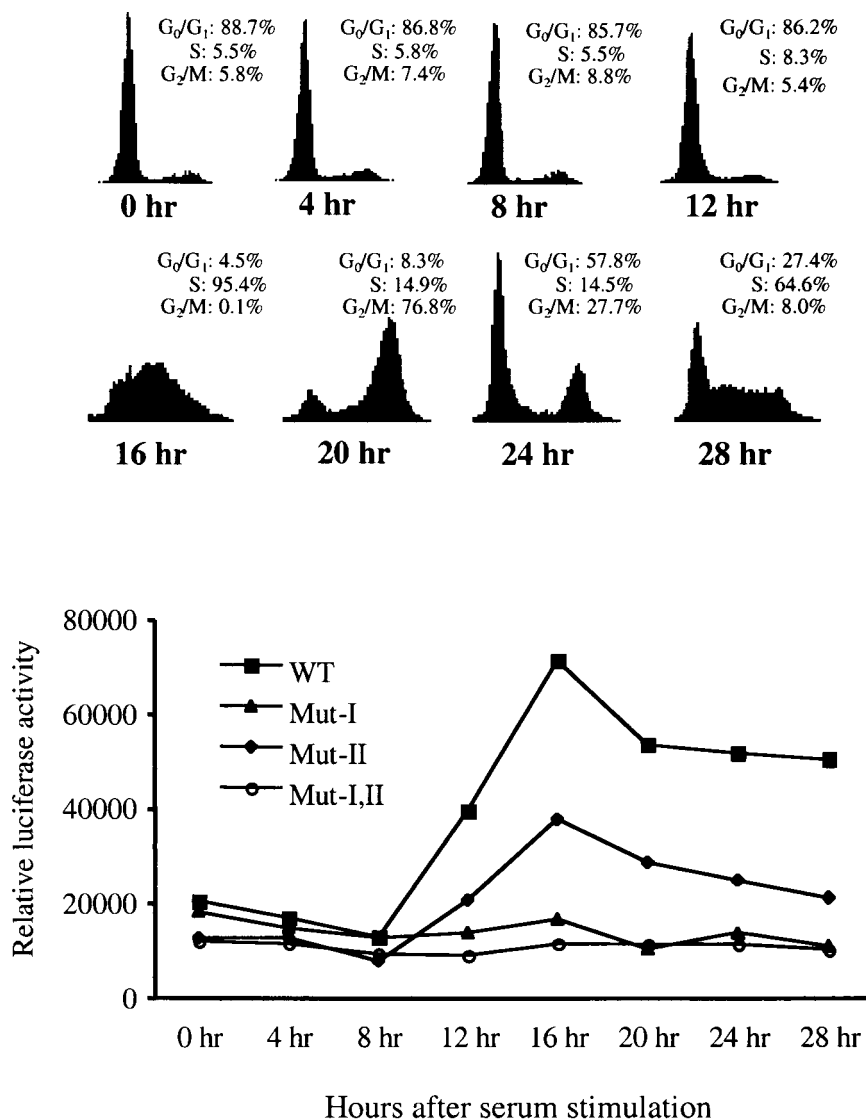 G₀/G₁: 88.7%
S: 5.5%
G₂/M: 5.8%
0 hr
G₀/G₁: 86.8%
S: 5.8%
G₂/M: 7.4%
4 hr
G₀/G₁: 85.7%
S: 5.5%
G₂/M: 8.8%
8 hr
G₀/G₁: 86.2%
S: 8.3%
G₂/M: 5.4%
12 hr
G₀/G₁: 4.5%
S: 95.4%
G₂/M: 0.1%
16 hr
G₀/G₁: 8.3%
S: 14.9%
G₂/M: 76.8%
20 hr
G₀/G₁: 57.8%
S: 14.5%
G₂/M: 27.7%
24 hr
G₀/G₁: 27.4%
S: 64.6%
G₂/M: 8.0%
28 hr
Relative luciferase activity
80000
60000
40000
20000
0
WT
Mut-I
Mut-II
Mut-I,II
0 hr 4 hr 8 hr 12 hr 16 hr 20 hr 24 hr 28 hr
Hours after serum stimulation